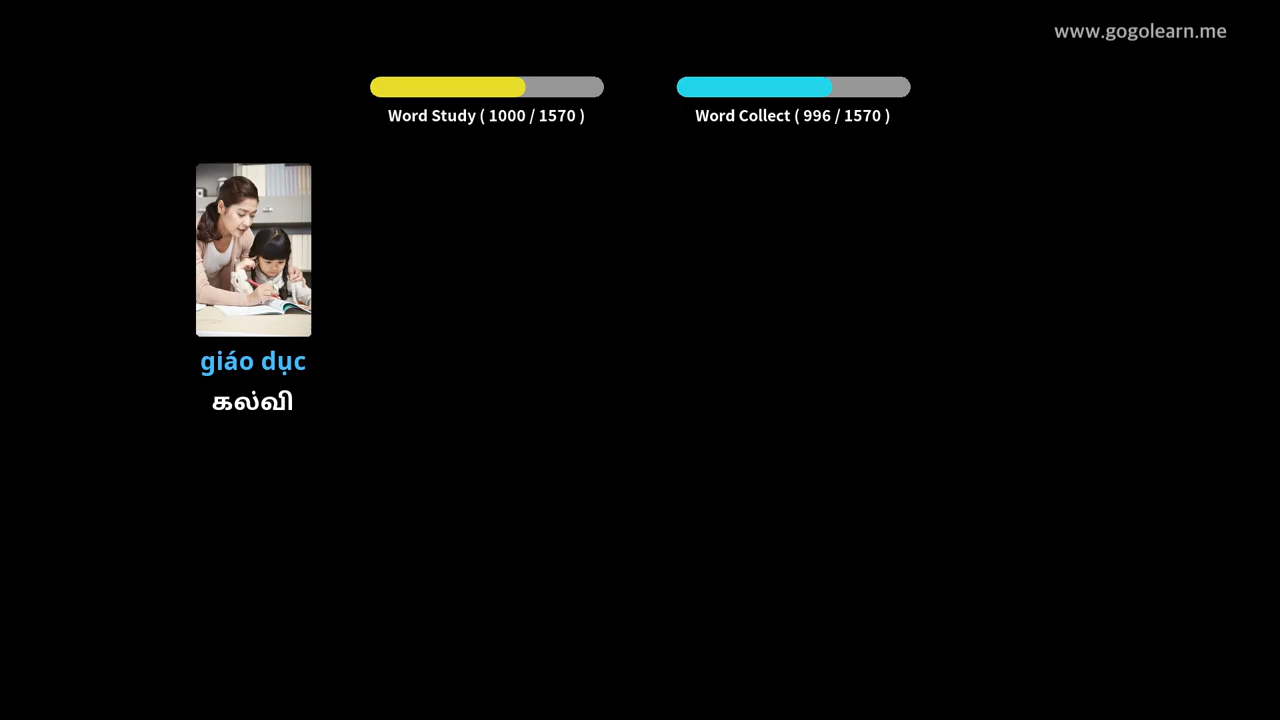 www.gogolearn.me
Word Study ( 1000 / 1570 )
Word Collect ( 996 / 1570 )
giáo dục
கல்வி